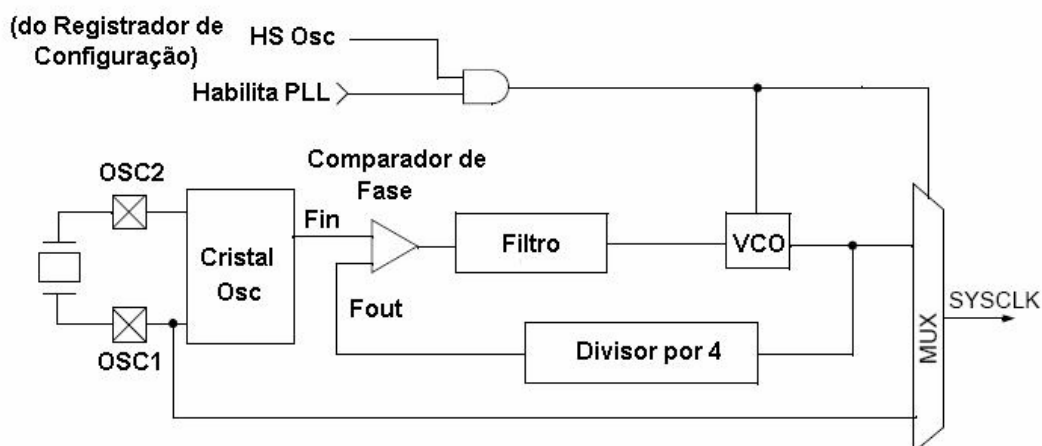 (do Registrador de
Configuração)
HS Osc
Habilita PLL
OSC2
Comparador de
Fase
Fin
Cristal
Osc
Filtro
VCO
Fout
SYSCLK
MUX
Divisor por 4
OSC1